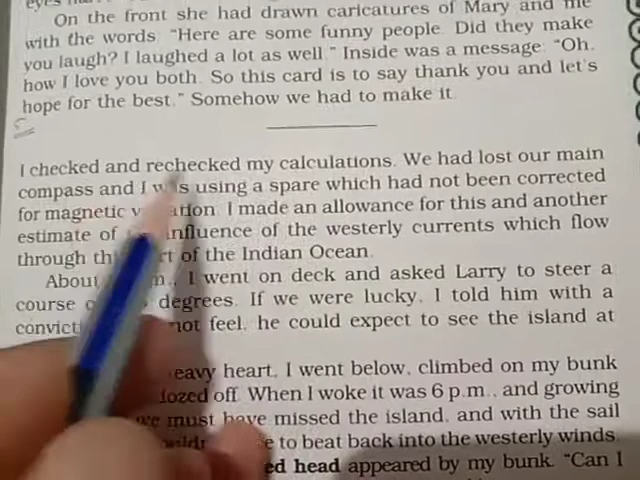 eyes
On the front she had drawn caricatures of Mary and me
with the words: "Here are some funny people. Did they make
you laugh? I laughed a lot as well." Inside was a message: "Oh,
how I love you both. So this card is to say thank you and let's
hope for the best." Somehow we had to make it.
I checked and rechecked my calculations. We had lost our main
compass and I was using a spare which had not been corrected
for magnetic I made an allowance for this and another
estimate of influence of the westerly currents which flow
through of the Indian Ocean.
About I went on deck and asked Larry to steer a
course degrees. If we were lucky, I told him with a
not feel, he could expect to see the island at
heart, I went below, climbed on my bunk
off. When I woke it was 6 p.m., and growing
we must have missed the island, and with the sail
to beat back into the westerly winds.
head appeared by my bunk. "Can I